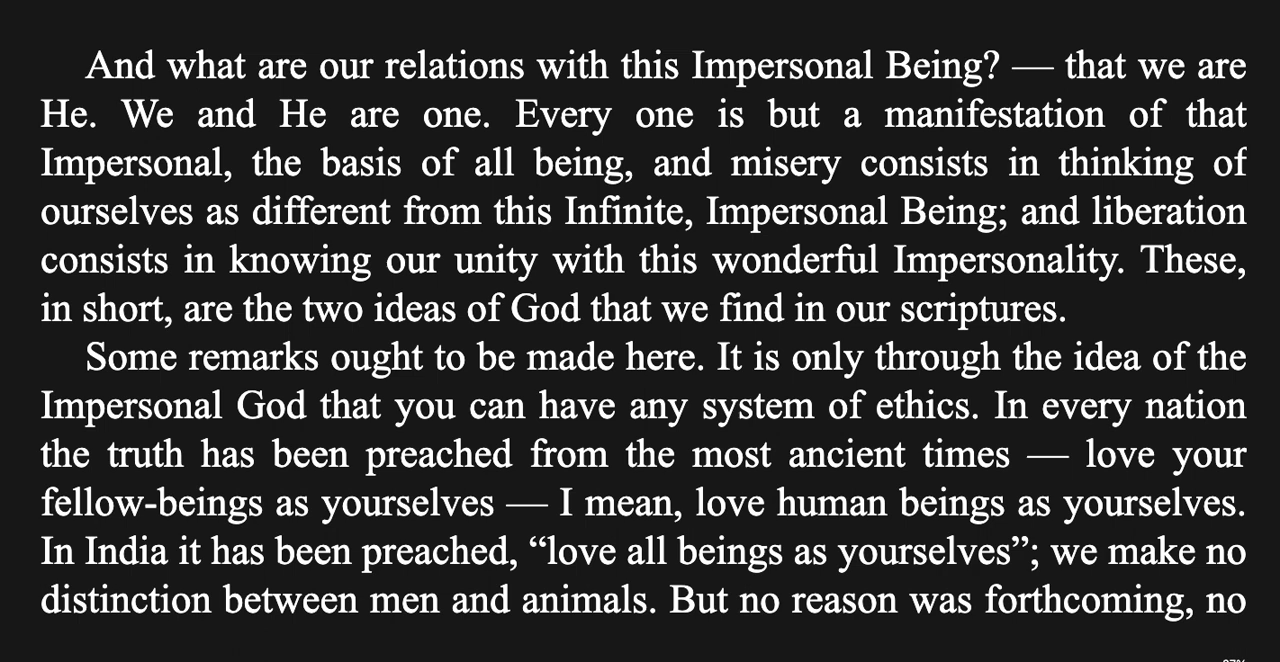 And what are our relations with this Impersonal Being? — that we are
He. We and He are one. Every one is but a manifestation of that
Impersonal, the basis of all being, and misery consists in thinking of
ourselves as different from this Infinite, Impersonal Being; and liberation
consists in knowing our unity with this wonderful Impersonality. These,
in short, are the two ideas of God that we find in our scriptures.
Some remarks ought to be made here. It is only through the idea of the
Impersonal God that you can have any system of ethics. In every nation
the truth has been preached from the most ancient times — love your
fellow-beings as yourselves — I mean, love human beings as yourselves.
In India it has been preached, “love all beings as yourselves”; we make no
distinction between men and animals. But no reason was forthcoming, no